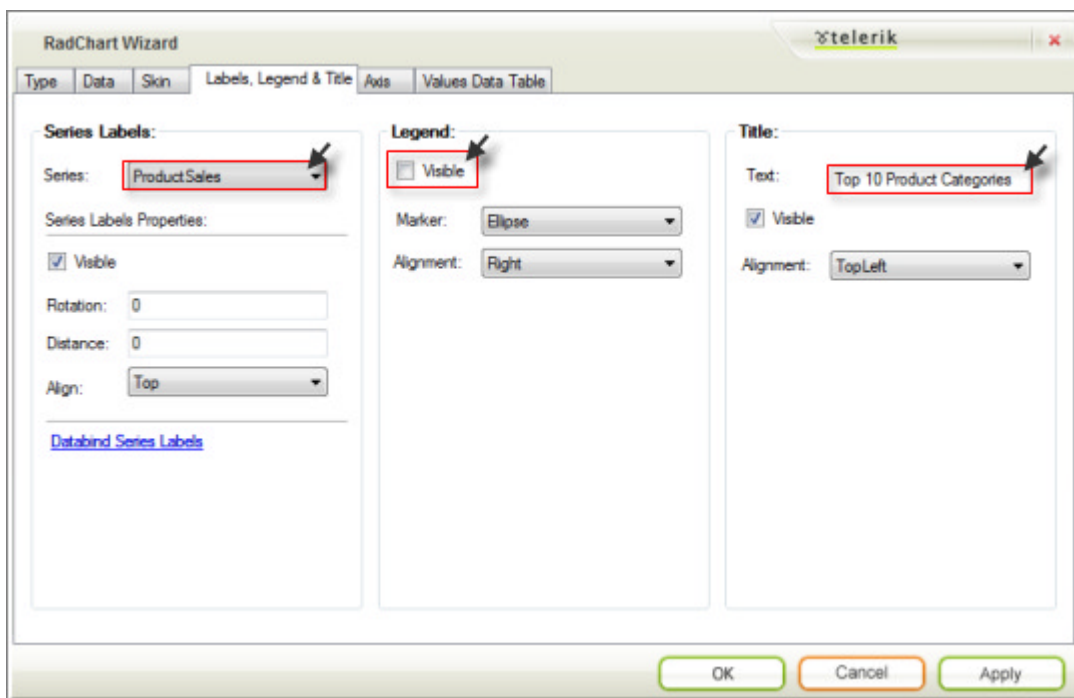 RadChart Wizard
telerik
Type Data Skin Labels, Legend & Title Axis Values Data Table
Series Labels:
Series: ProductSales
Series Labels Properties:
Visible
Rotation: 0
Distance: 0
Align: Top
Databind Series Labels
Legend:
Visible
Marker: Ellipse
Alignment: Right
Title:
Text: Top 10 Product Categories
Visible
Alignment: TopLeft
OK Cancel Apply